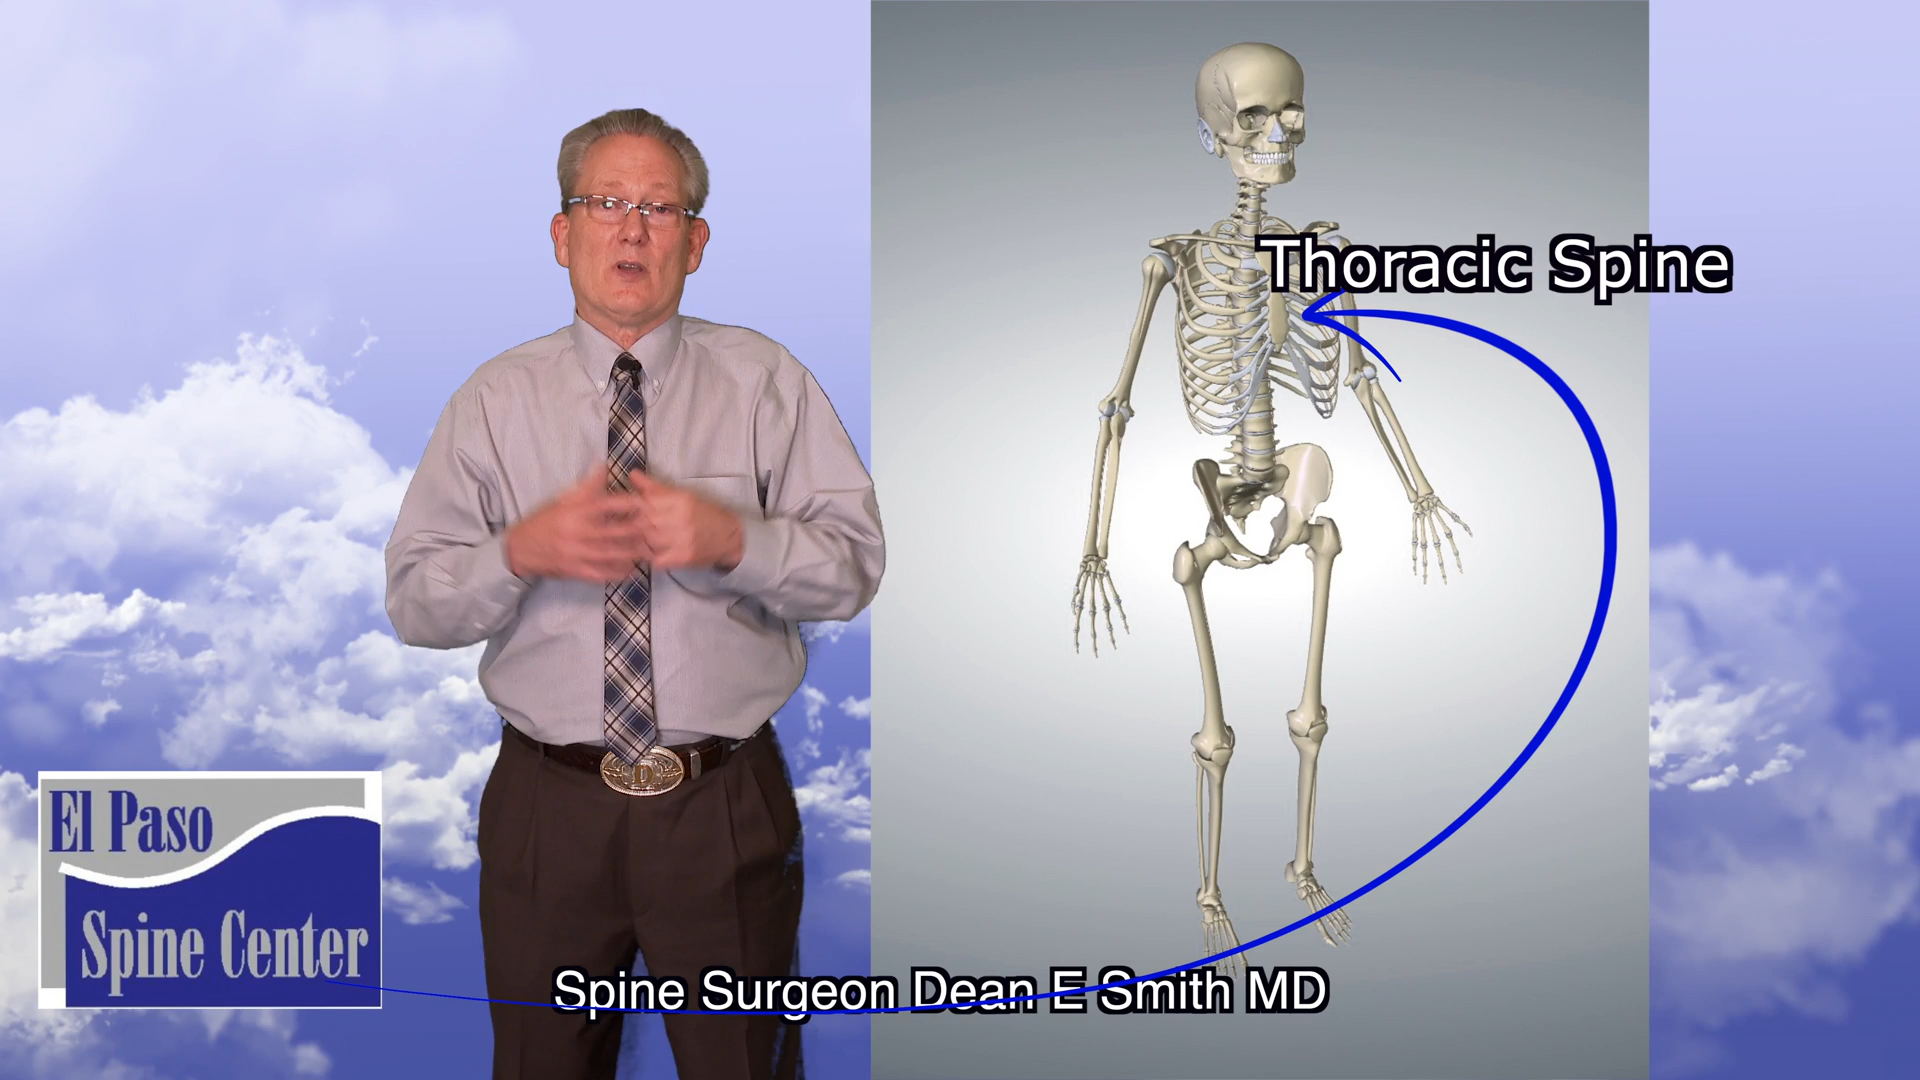 Thoracic Spine
El Paso
Spine Center
Spine Surgeon Dean E Smith MD
D